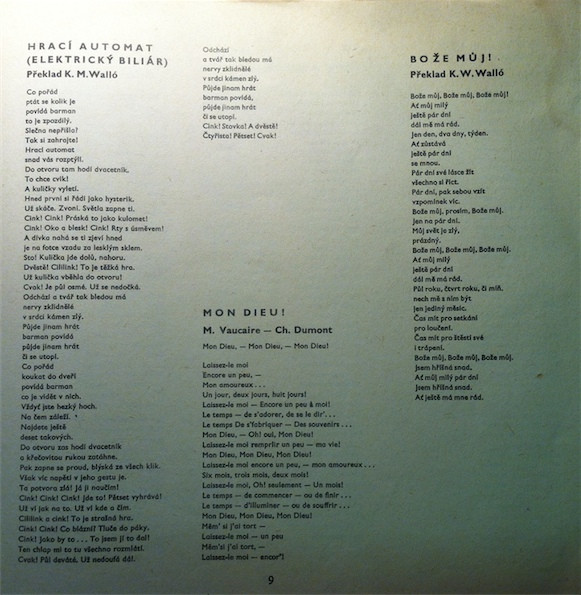 HRACÍ AUTOMAT
(ELEKTRICKÝ BILIÁR)
Překlad K. M. Walló
Co pořád
ptát se kolik je
povídá barman
to je zpozdilý.
Slečna nepřišla?
Tak si zahrajte!
Hrací automat
snad vás rozptýlí.
Do otvoru tam hodí dvacetník,
To chce cvik!
A kuličky vyletí.
Hned první si řádí jako hysterik.
Už skáče. Zvoní. Světla zapne ti.
Cink! Cink! Práská to jako kulomet!
Cink! Oko a blesk! Cink! Rty s úsměvem!
A dívka nahá se ti zjeví hned
je na fotce vzadu za lesklým sklem.
Sto! Kulička jde dolů, nahoru.
Dvěstě! Cililink! To je těžká hra.
Už kulička vběhla do otvoru!
Cvak! Je půl osmé. Už se nedočká.
Odchází a tvář tak bledou má
nervy zklidnělé
v srdci kámen zlý.
Půjde jinam hrát
barman povídá
půjde jinam hrát
či se utopí.
Co pořád
koukat do dveří
povídá barman
co je vidět v nich.
Vždyť jste hezký hoch.
Na čem záleží.
Najdete ještě
deset takových.
Do otvoru zas hodí dvacetník
a křečovitou rukou zatáhne.
Pak zapne se proud, blýská ze všech klik.
Však víc napětí v jeho gestu je.
Ta potvora zlá! Já ji naučím!
Cink! Cink! Cink! Jde to! Pětset vyhrává!
Už ví jak na to. Už ví kde a čím.
Cililink a cink! To je strašná hra.
Cink! Cink! Co blázní? Tluče do páky.
Cink! Jako by to . . . To jsem jí to dal!
Ten chlap mi to tu všechno rozmlátí.
Cvak! Půl deváté. Už nedoufá dál.
Odchází
a tvář tak bledou má
nervy zklidnělé
v srdci kámen zlý.
Půjde jinam hrát
barman povídá,
půjde jinam hrát
či se utopí.
Cink! Stovka! A dvěstě!
Čtyřista! Pětset! Cvak!
MON DIEU!
M. Vaucaire — Ch. Dumont
Mon Dieu, — Mon Dieu, — Mon Dieu!
Laissez-le moi
Encore un peu, —
Mon amoureux . . .
Un jour, deux jours, huit jours!
Laissez-le moi — Encore un peu à moi!
Le temps — de s'adorer, de se le dir' . . .
Le temps De s'fabriquer — Des souvenirs . . .
Mon Dieu, — Oh! oui, Mon Dieu!
Laissez-le moi remprlir un peu — ma vie!
Mon Dieu, Mon Dieu, Mon Dieu!
Laissez-le moi encore un peu, — mon amoureux . . .
Six mois, trois mois, deux mois!
Laissez-le moi, Oh! seulement — Un mois!
Le temps — de commencer — ou de finir . . .
Le temps — d'illuminer — ou de souffrir . . .
Mon Dieu, Mon Dieu, Mon Dieu!
Mêm' si j'ai tort —
Laissez-le moi — un peu
Mêm'si j'ai tort, —
Laissez-le moi — encor'!
BOŽE MŮJ!
Překlad K. W. Walló
Bože můj, Bože můj, Bože můj!
Ať můj milý
ještě pár dní
dál mě má rád.
Jen den, dva dny, týden.
Ať zůstává
ještě pár dní
se mnou.
Pár dní své lásce žít
všechno si říct.
Pár dní, pak sebou vzít
vzpomínek víc.
Bože můj, prosím, Bože můj.
Jen na pár dní.
Můj svět je zlý,
prázdný.
Bože můj, Bože můj, Bože můj.
Ať můj milý
ještě pár dní
dál mě má rád.
Půl roku, čtvrt roku, či míň,
nech mě s ním být
Jen jediný měsíc.
Čas mít pro setkání
pro loučení.
Čas mít pro štěstí své
i trápení.
Bože můj, Bože můj, Bože můj.
Jsem hříšná snad.
Ať můj milý pár dní
Jsem hříšná snad.
Ať ještě má mne rád.
9